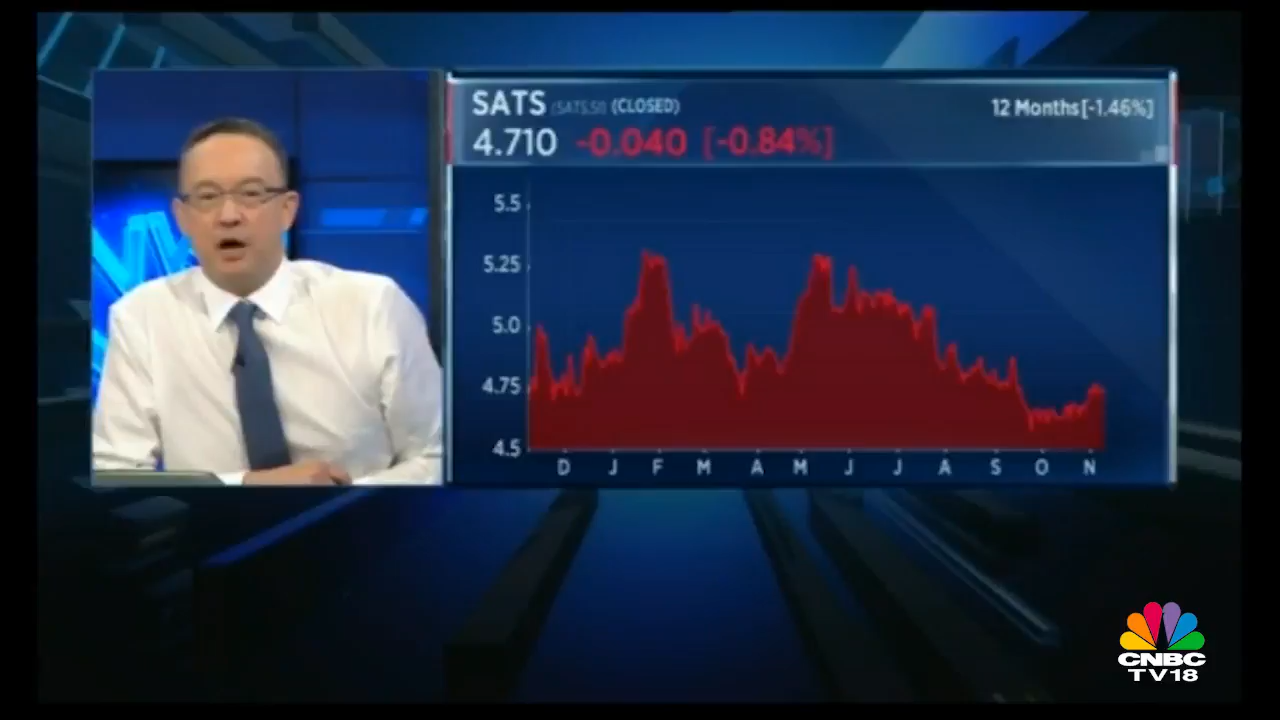 SATS (SATS.SI) (CLOSED)
12 Months[-1.46%]
4.710 -0.040 [-0.84%]
5.5
5.25
5.0
4.75
4.5
D J F M A M J J A S O N
CNBC
TV18